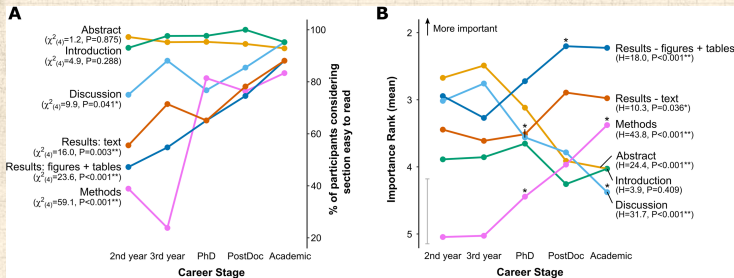 A
Abstract
(χ²(4)=1.2, P=0.875)
Introduction
(χ²(4)=4.9, P=0.288)
Discussion
(χ²(4)=9.9, P=0.041*)
Results: text
(χ²(4)=16.0, P=0.003**)
Results: figures + tables
(χ²(4)=23.6, P<0.001**)
Methods
(χ²(4)=59.1, P<0.001**)
100
80
60
40
20
% of participants considering
section easy to read
2nd year 3rd year PhD PostDoc Academic
Career Stage
B
More important
Importance Rank (mean)
2
3
4
5
*
*
*
*
*
Results - figures + tables
(H=18.0, P<0.001**)
Results - text
(H=10.3, P=0.036*)
Methods
(H=43.8, P<0.001**)
Abstract
(H=24.4, P<0.001**)
Introduction
(H=3.9, P=0.409)
Discussion
(H=31.7, P<0.001**)
2nd year 3rd year PhD PostDoc Academic
Career Stage